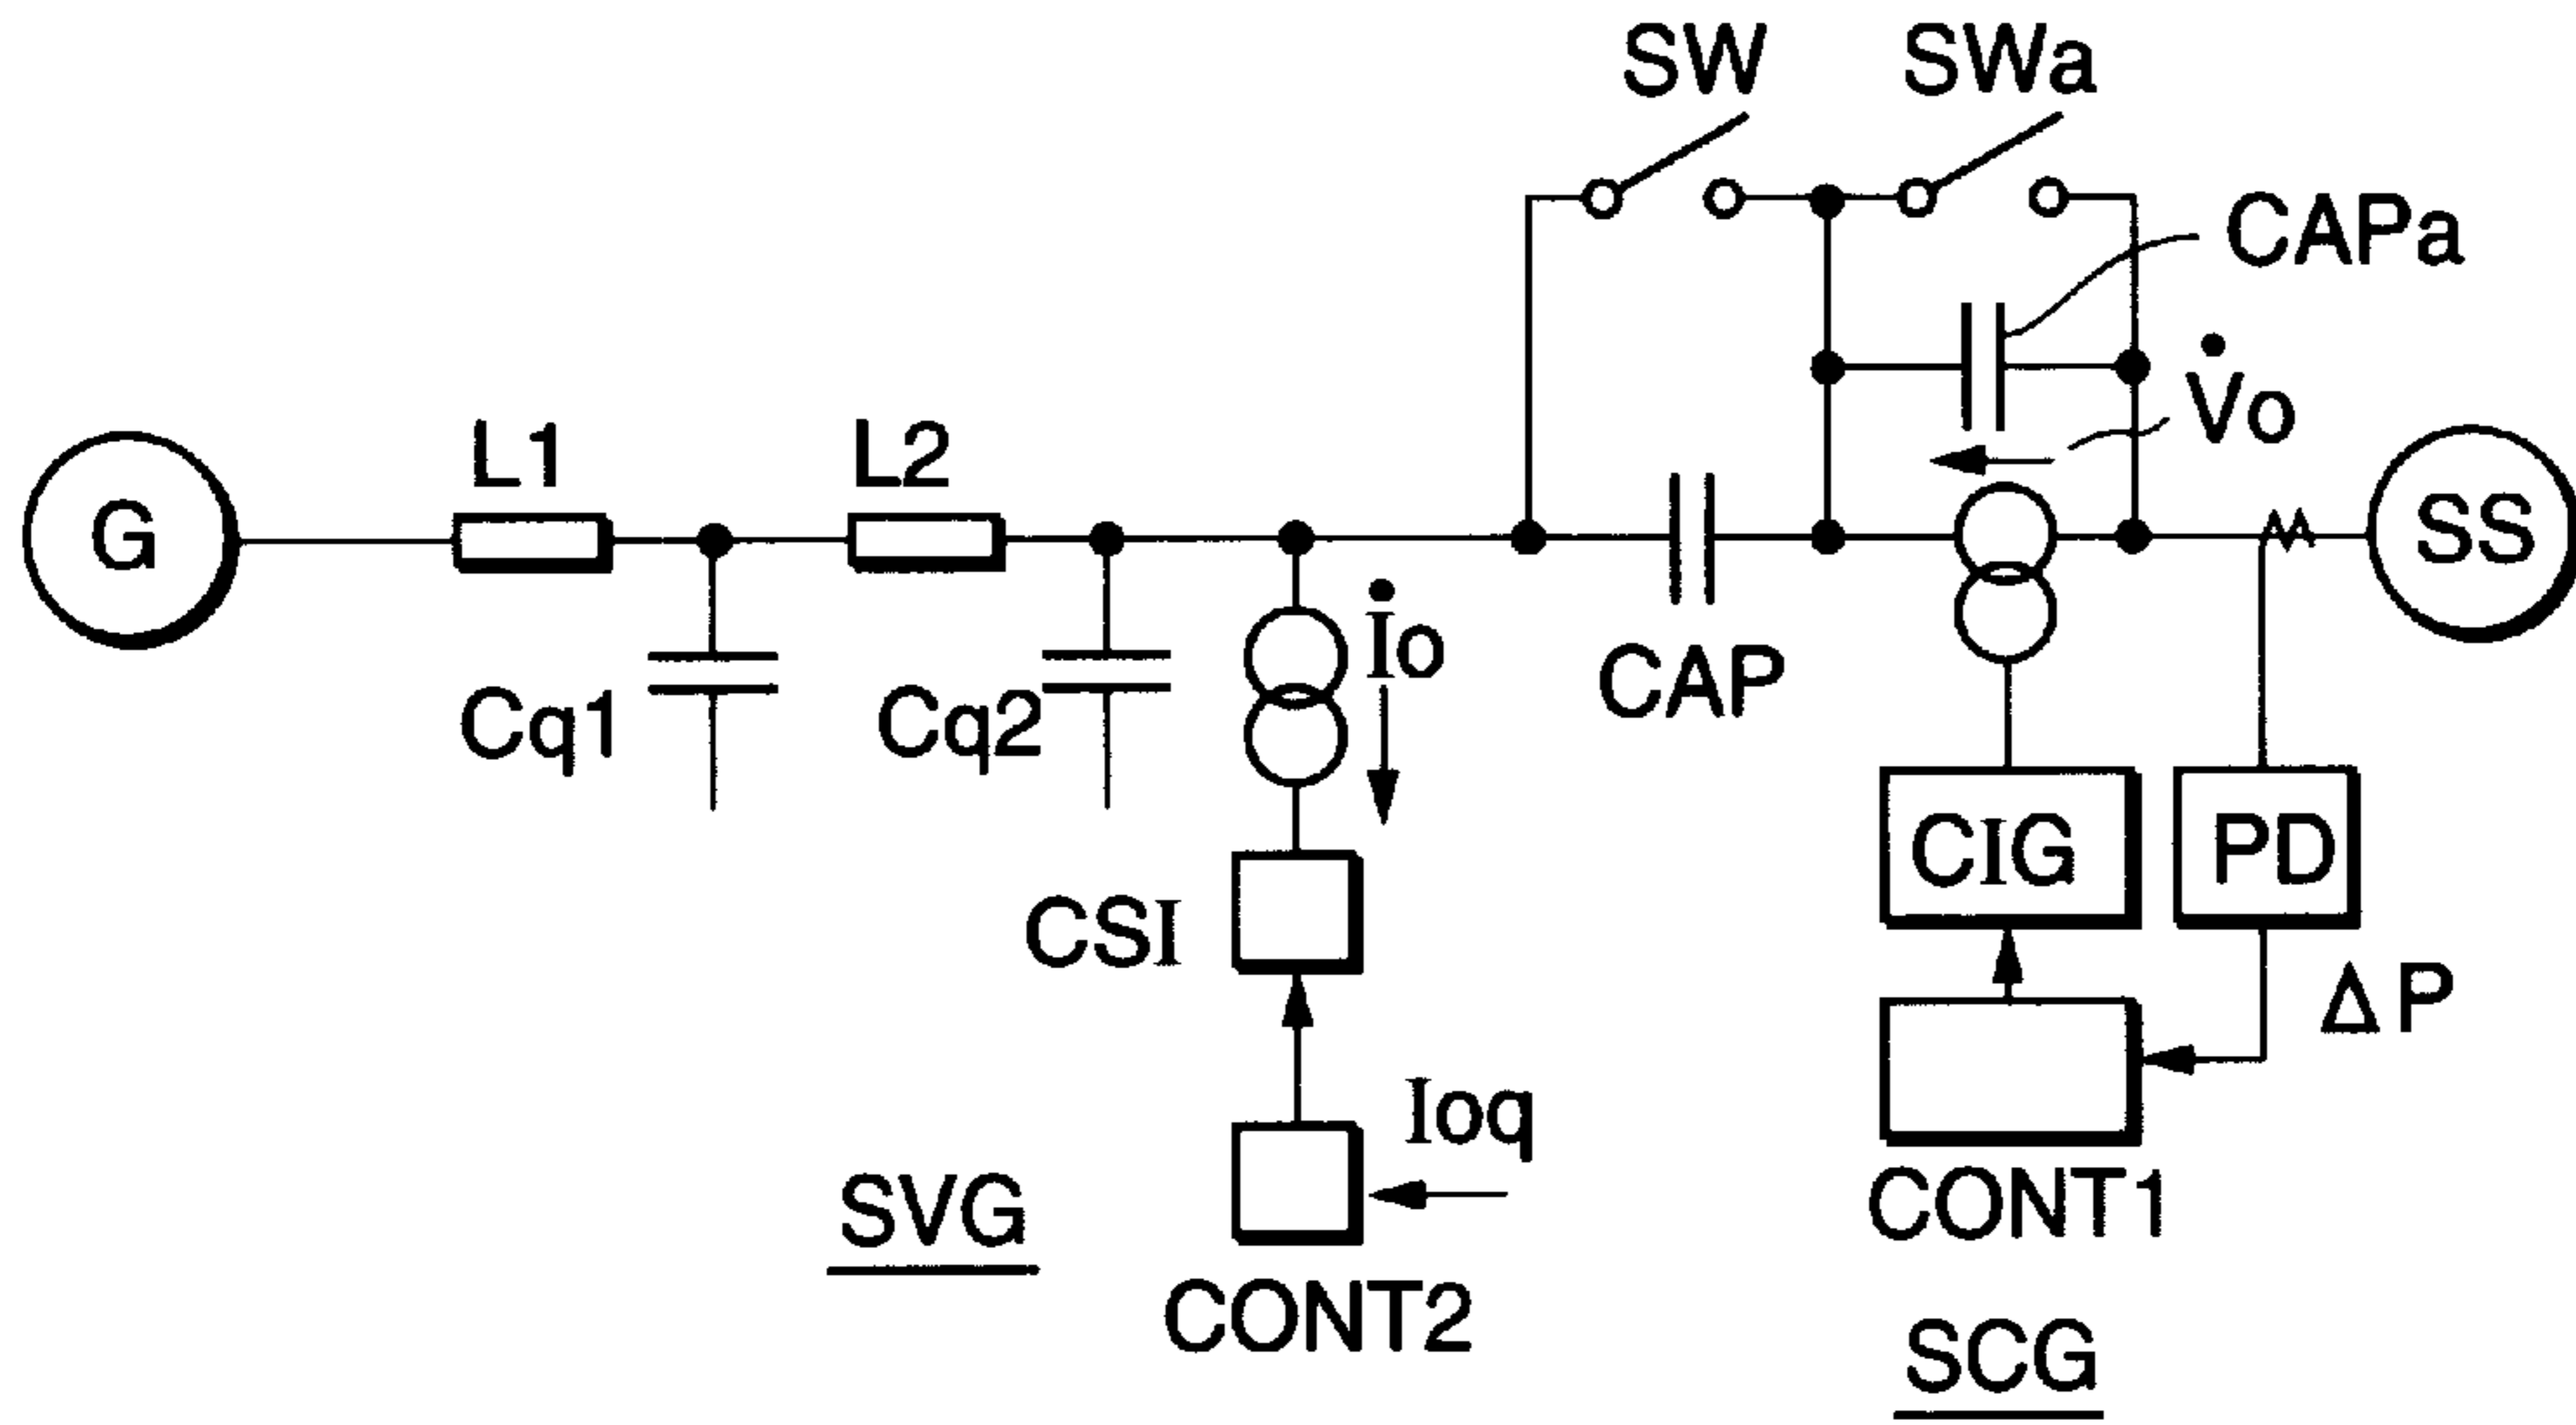 SW
SWa
CAPa
V̇o
G
L1
L2
SS
İo
CAP
Cq1
Cq2
CIG
PD
CSI
ΔP
Ioq
CONT1
SVG
CONT2
SCG